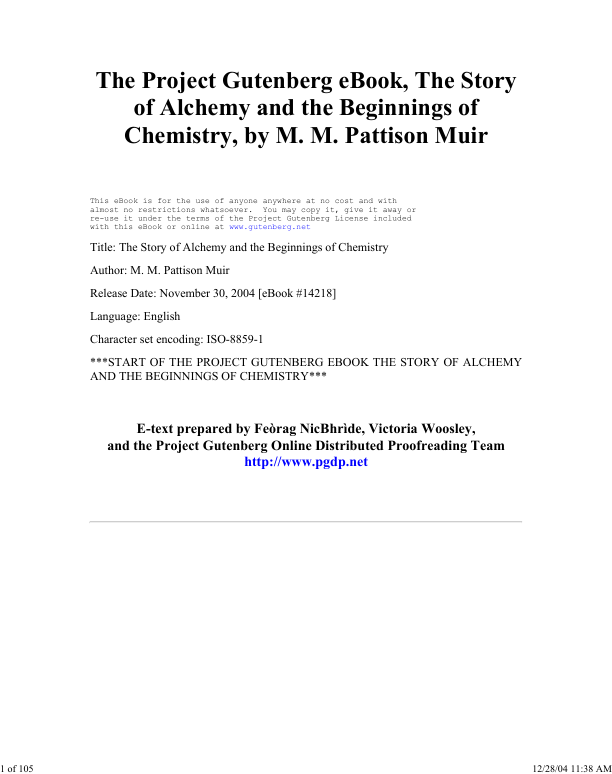 The Project Gutenberg eBook, The Story
of Alchemy and the Beginnings of
Chemistry, by M. M. Pattison Muir
This eBook is for the use of anyone anywhere at no cost and with
almost no restrictions whatsoever.  You may copy it, give it away or
re-use it under the terms of the Project Gutenberg License included
with this eBook or online at www.gutenberg.net
Title: The Story of Alchemy and the Beginnings of Chemistry
Author: M. M. Pattison Muir
Release Date: November 30, 2004 [eBook #14218]
Language: English
Character set encoding: ISO-8859-1
***START OF THE PROJECT GUTENBERG EBOOK THE STORY OF ALCHEMY
AND THE BEGINNINGS OF CHEMISTRY***
E-text prepared by Feòrag NicBhrìde, Victoria Woosley,
and the Project Gutenberg Online Distributed Proofreading Team
http://www.pgdp.net
1 of 105
12/28/04 11:38 AM